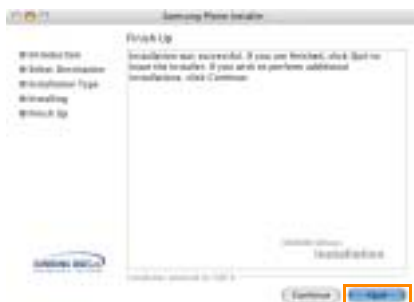 Samsung Phone Installer
Finish Up
Introduction
Select Destination
Installation Type
Installing
Finish Up
Installation was successful. If you are finished, click Quit to
leave the Installer. If you wish to perform additional
installations, click Continue.
Continue
Quit